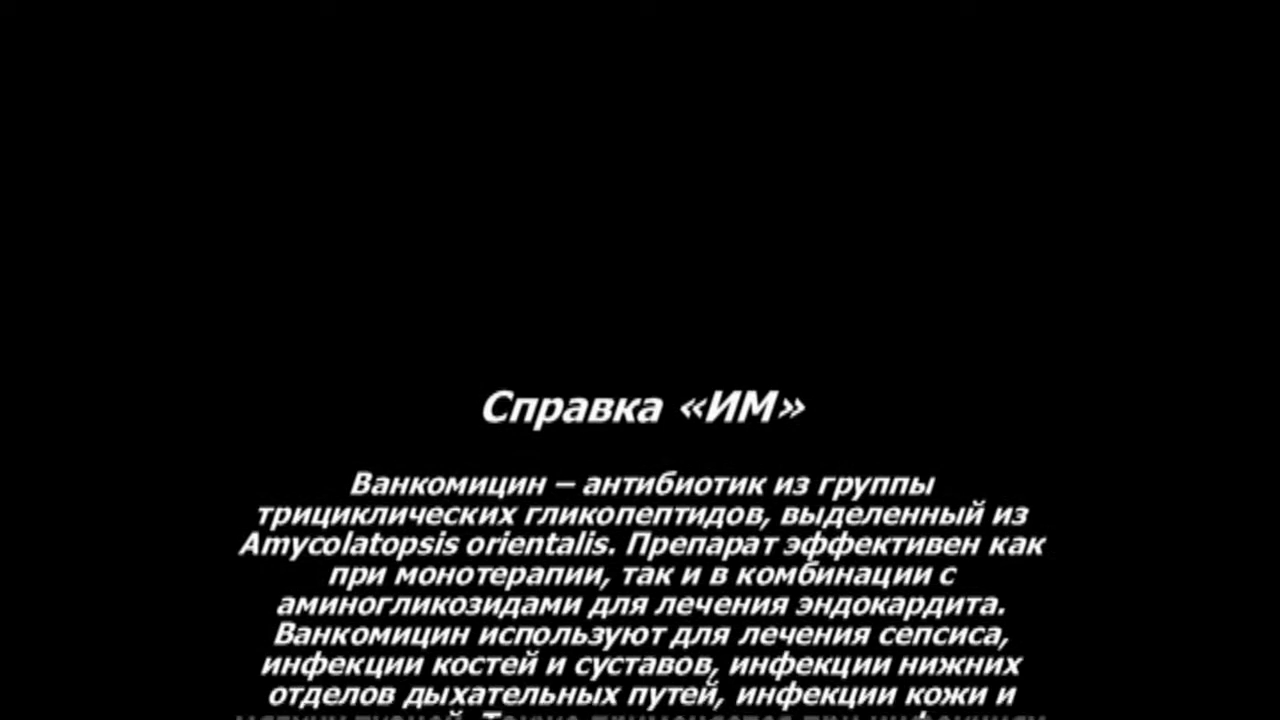 Справка «ИМ»
Ванкомицин – антибиотик из группы
трициклических гликопептидов, выделенный из
Amycolatopsis orientalis. Препарат эффективен как
при монотерапии, так и в комбинации с
аминогликозидами для лечения эндокардита.
Ванкомицин используют для лечения сепсиса,
инфекции костей и суставов, инфекции нижних
отделов дыхательных путей, инфекции кожи и